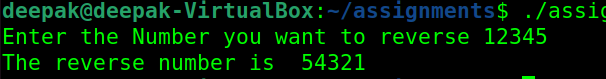 deepak@deepak-VirtualBox:~/assignments$ ./assig
Enter the Number you want to reverse 12345
The reverse number is  54321